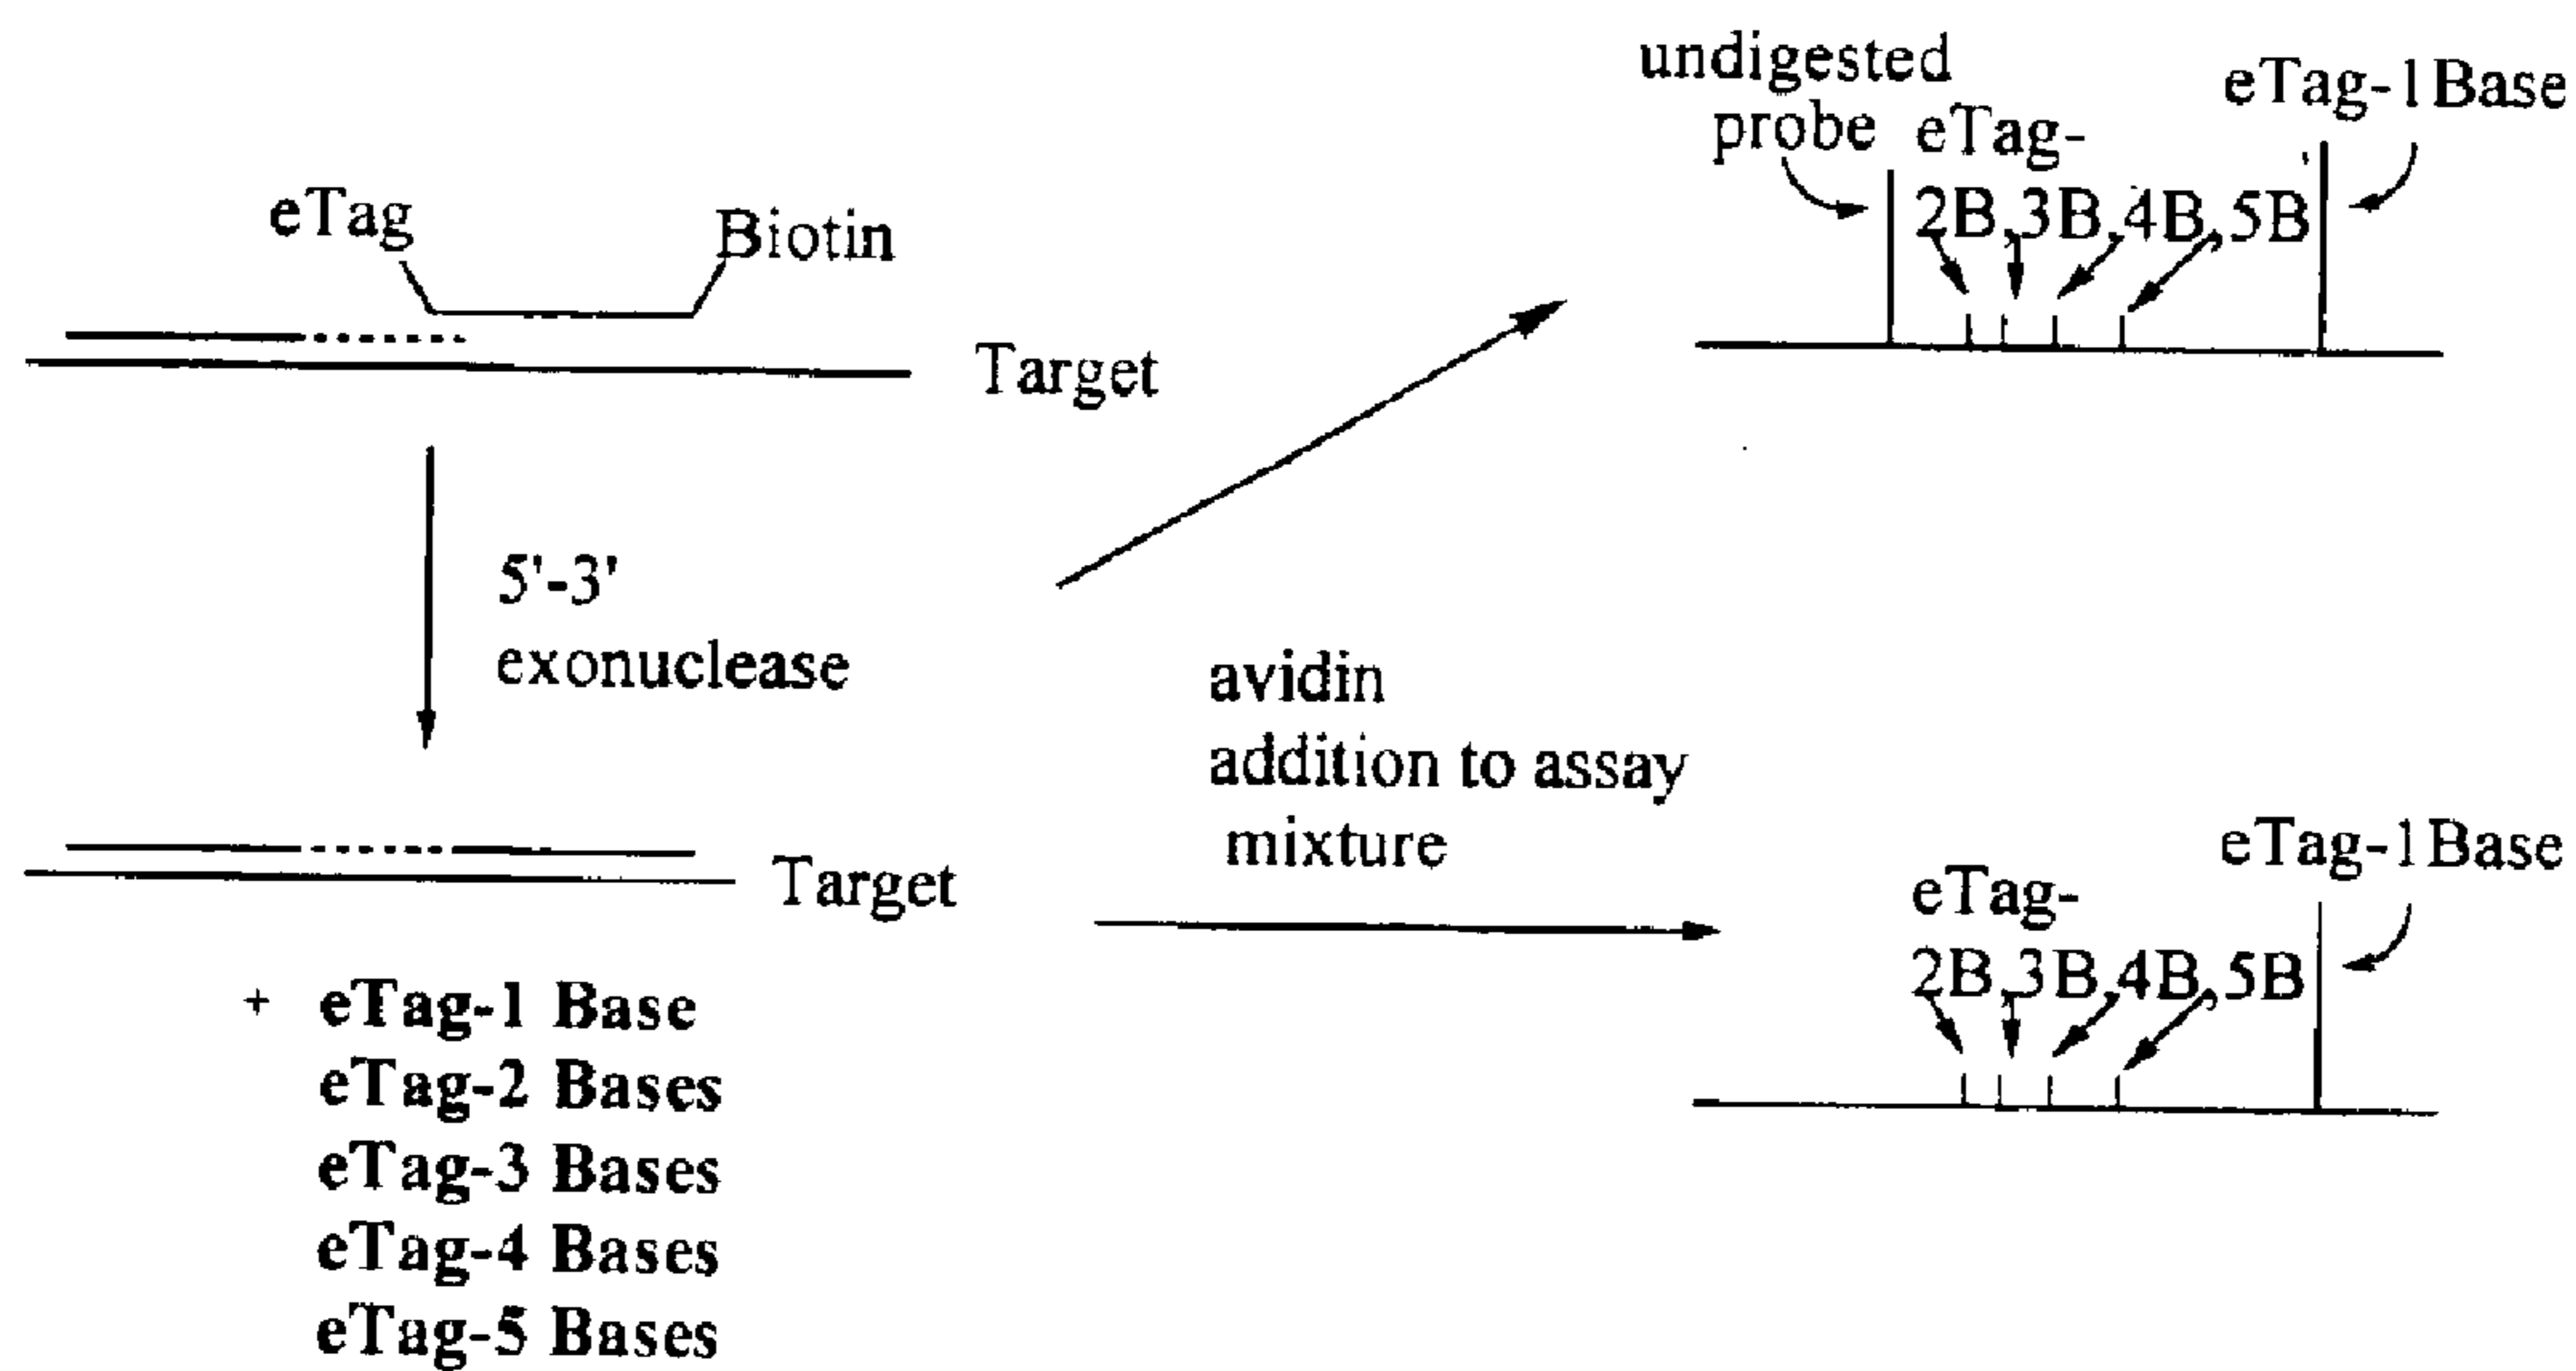 eTag
Biotin
Target
5'-3'
exonuclease
Target
+ eTag-1 Base
eTag-2 Bases
eTag-3 Bases
eTag-4 Bases
eTag-5 Bases
avidin
addition to assay
mixture
undigested
probe
eTag-
2B,3B,4B,5B
eTag-1Base
eTag-
2B,3B,4B,5B
eTag-1Base